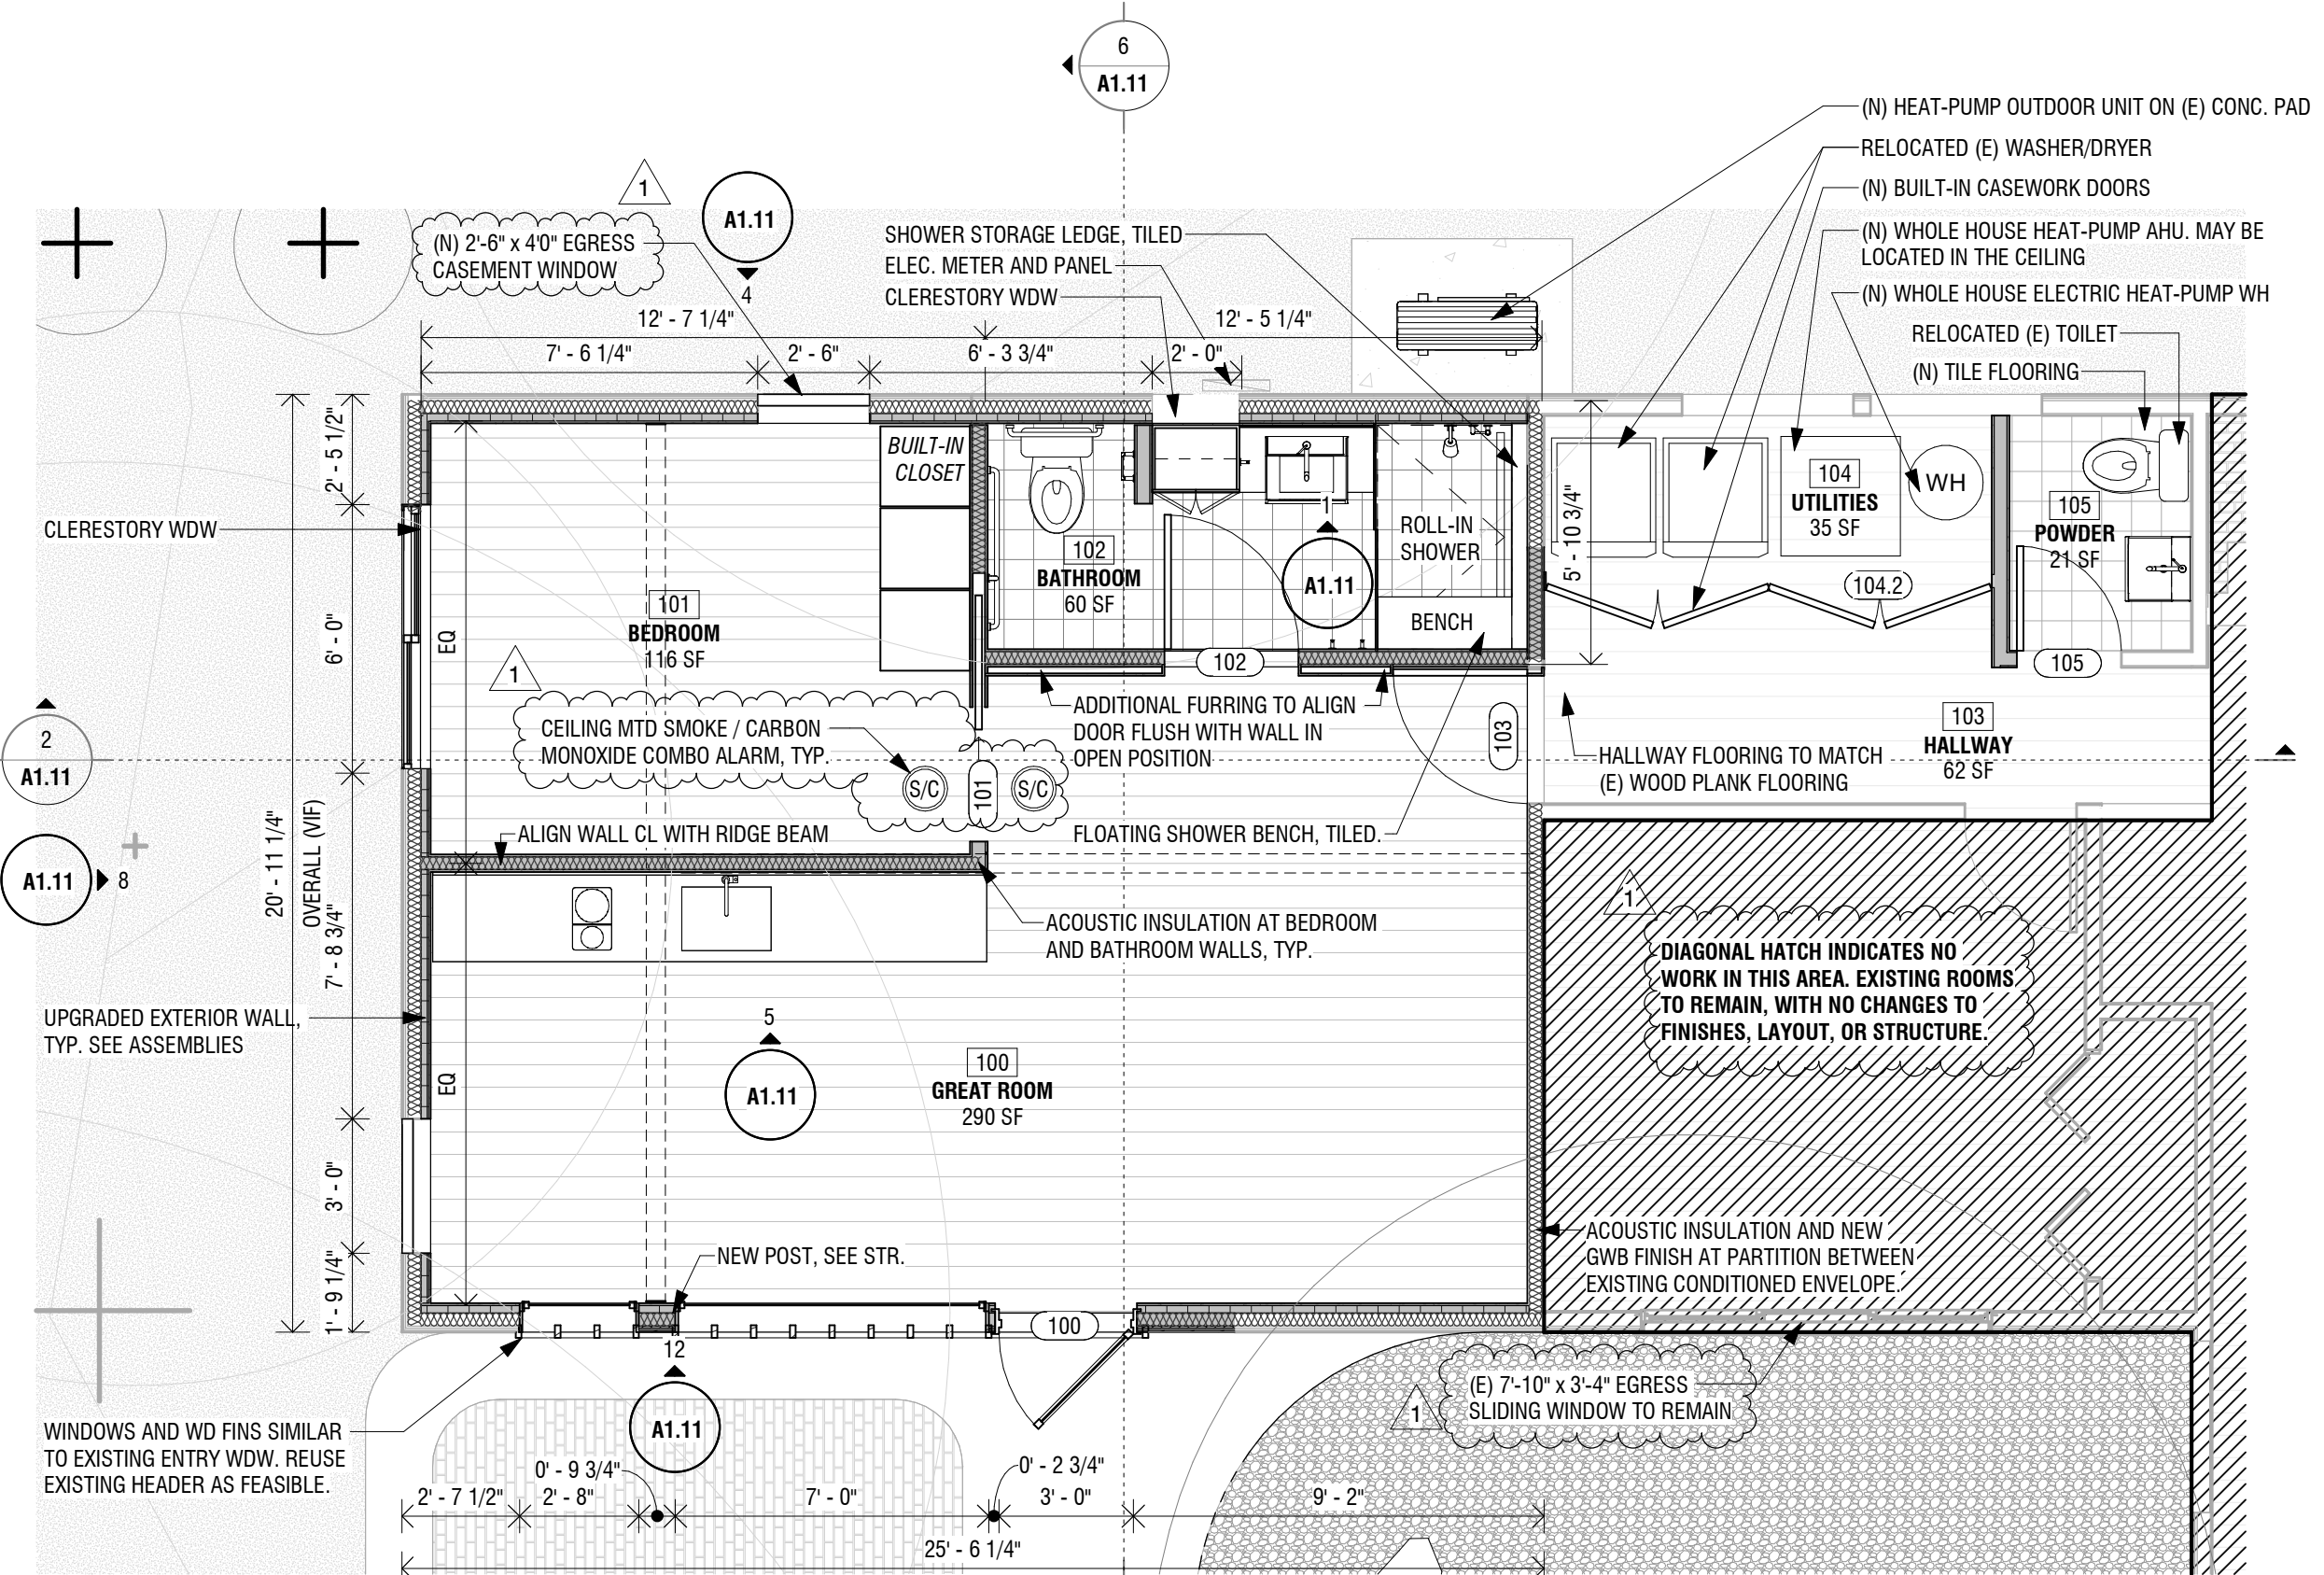 6
A1.11
(N) HEAT-PUMP OUTDOOR UNIT ON (E) CONC. PAD
RELOCATED (E) WASHER/DRYER
(N) BUILT-IN CASEWORK DOORS
(N) WHOLE HOUSE HEAT-PUMP AHU. MAY BE
LOCATED IN THE CEILING
(N) WHOLE HOUSE ELECTRIC HEAT-PUMP WH
RELOCATED (E) TOILET
(N) TILE FLOORING
1
A1.11
4
(N) 2'-6" x 4'0" EGRESS
CASEMENT WINDOW
SHOWER STORAGE LEDGE, TILED
ELEC. METER AND PANEL
CLERESTORY WDW
12' - 7 1/4"
12' - 5 1/4"
7' - 6 1/4"
2' - 6"
6' - 3 3/4"
2' - 0"
2' - 5 1/2"
6' - 0"
20' - 11 1/4"
OVERALL (VIF)
7' - 8 3/4"
3' - 0"
1' - 9 1/4"
CLERESTORY WDW
BUILT-IN
CLOSET
EQ
101
BEDROOM
116 SF
102
BATHROOM
60 SF
1
A1.11
ROLL-IN
SHOWER
BENCH
5' - 10 3/4"
104
UTILITIES
35 SF
WH
104.2
105
POWDER
21 SF
105
102
1
CEILING MTD SMOKE / CARBON
MONOXIDE COMBO ALARM, TYP.
S/C
101
S/C
ADDITIONAL FURRING TO ALIGN
DOOR FLUSH WITH WALL IN
OPEN POSITION
103
HALLWAY FLOORING TO MATCH
(E) WOOD PLANK FLOORING
103
HALLWAY
62 SF
2
A1.11
A1.11
8
ALIGN WALL CL WITH RIDGE BEAM
FLOATING SHOWER BENCH, TILED.
ACOUSTIC INSULATION AT BEDROOM
AND BATHROOM WALLS, TYP.
1
DIAGONAL HATCH INDICATES NO
WORK IN THIS AREA. EXISTING ROOMS
TO REMAIN, WITH NO CHANGES TO
FINISHES, LAYOUT, OR STRUCTURE.
UPGRADED EXTERIOR WALL,
TYP. SEE ASSEMBLIES
EQ
5
A1.11
100
GREAT ROOM
290 SF
NEW POST, SEE STR.
ACOUSTIC INSULATION AND NEW
GWB FINISH AT PARTITION BETWEEN
EXISTING CONDITIONED ENVELOPE.
100
12
A1.11
(E) 7'-10" x 3'-4" EGRESS
SLIDING WINDOW TO REMAIN
1
WINDOWS AND WD FINS SIMILAR
TO EXISTING ENTRY WDW. REUSE
EXISTING HEADER AS FEASIBLE.
0' - 9 3/4"
0' - 2 3/4"
2' - 7 1/2"
2' - 8"
7' - 0"
3' - 0"
9' - 2"
25' - 6 1/4"